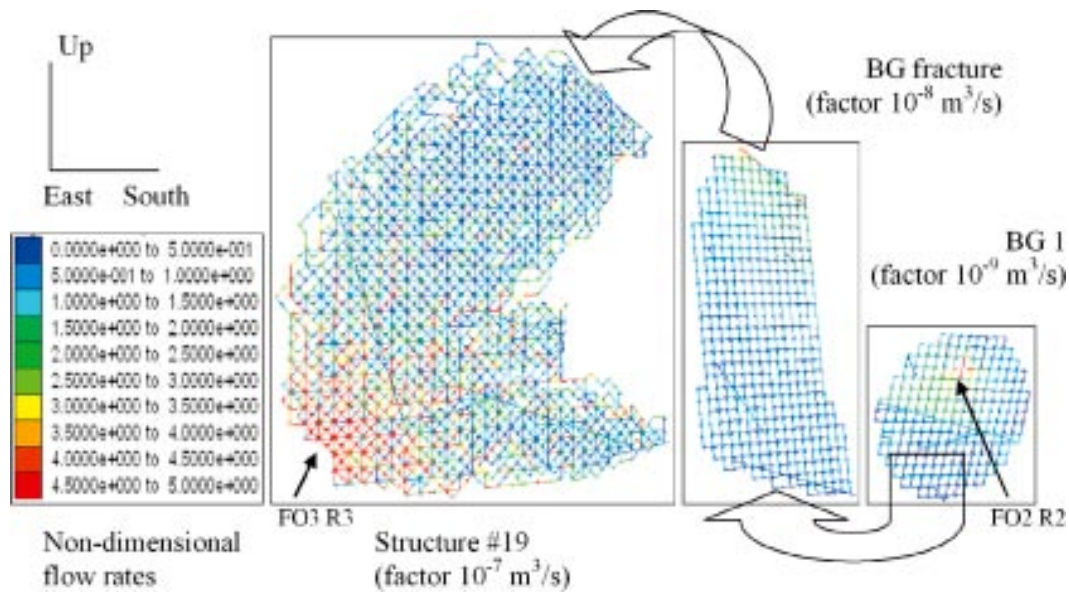 Up
East South
BG fracture
(factor 10⁻⁸ m³/s)
BG 1
(factor 10⁻⁹ m³/s)
0.0000e+000 to 5.0000e-001
5.0000e-001 to 1.0000e+000
1.0000e+000 to 1.5000e+000
1.5000e+000 to 2.0000e+000
2.0000e+000 to 2.5000e+000
2.5000e+000 to 3.0000e+000
3.0000e+000 to 3.5000e+000
3.5000e+000 to 4.0000e+000
4.0000e+000 to 4.5000e+000
4.5000e+000 to 5.0000e+000
FO3 R3
FO2 R2
Non-dimensional
flow rates
Structure #19
(factor 10⁻⁷ m³/s)